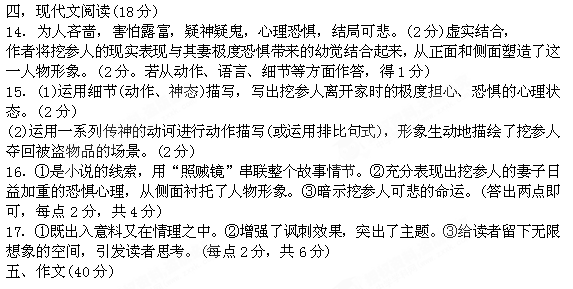 四，现代文阅读(18分)
14．为人吝啬，害怕露富，疑神疑鬼，心理恐惧，结局可悲。(2分)虚实结合，
作者将挖参人的现实表现与其妻极度恐惧带来的幻觉结合起来，从正面和侧面塑造了这
一人物形象。(2分。若从动作、语言、细节等方面作答，得1分)
15．(1)运用细节(动作、神态)描写，写出挖参人离开家时的极度担心、恐惧的心理状
态。(2分)
(2)运用一系列传神的动词进行动作描写(或运用排比句式)，形象生动地描绘了挖参人
夺回被盗物品的场景。(2分)
16．①是小说的线索，用“照贼镜”串联整个故事情节。②充分表现出挖参人的妻子日
益加重的恐惧心理，从侧面衬托了人物形象。③暗示挖参人可悲的命运。(答出两点即
可，每点2分，共4分)
17．①既出入意料又在情理之中。②增强了讽刺效果，突出了主题。③给读者留下无限
想象的空间，引发读者思考。(每点2分，共6分)
五、作文(40分)